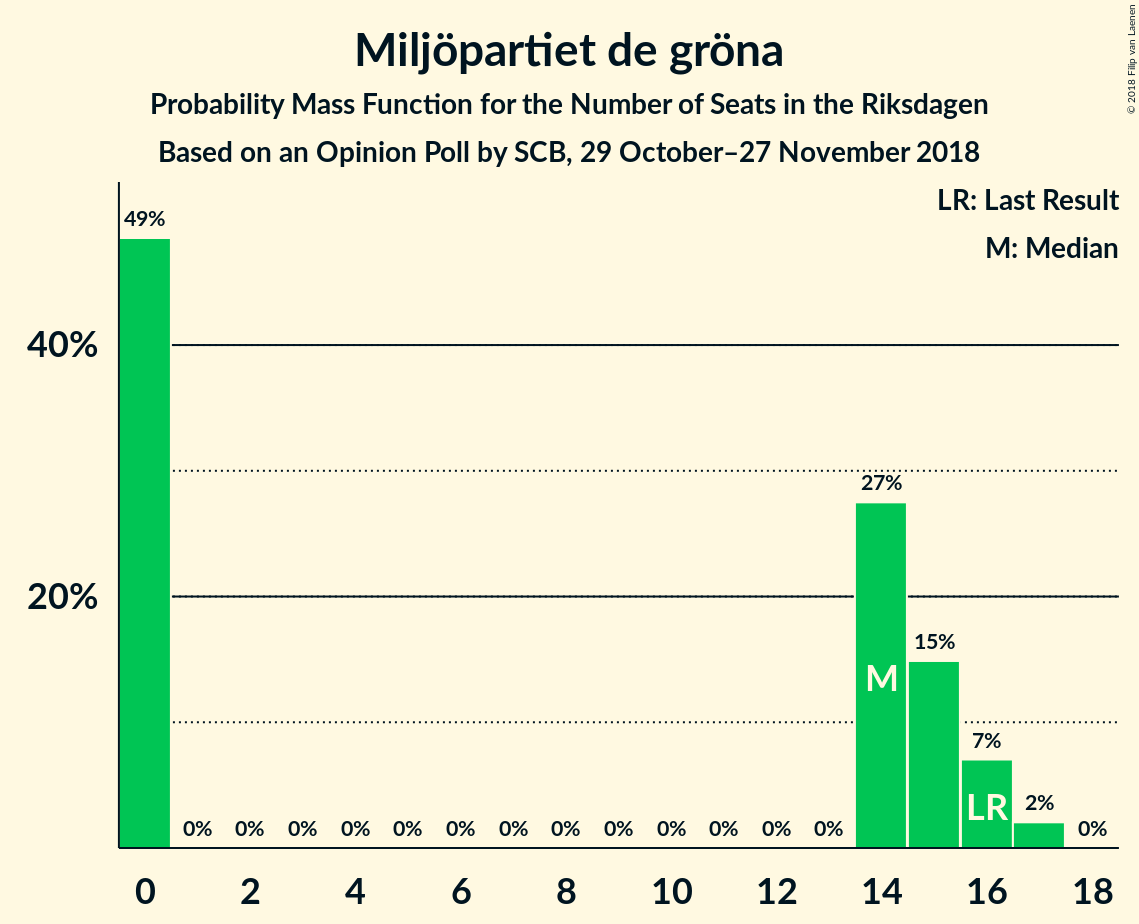 Miljöpartiet de gröna
Probability Mass Function for the Number of Seats in the Riksdagen
Based on an Opinion Poll by SCB, 29 October–27 November 2018
© 2018 Filip van Laenen
LR: Last Result
M: Median
49%
40%
27%
20%
15%
M
7%
LR
2%
0% 0% 0% 0% 0% 0% 0% 0% 0% 0% 0% 0% 0% 0%
0 2 4 6 8 10 12 14 16 18